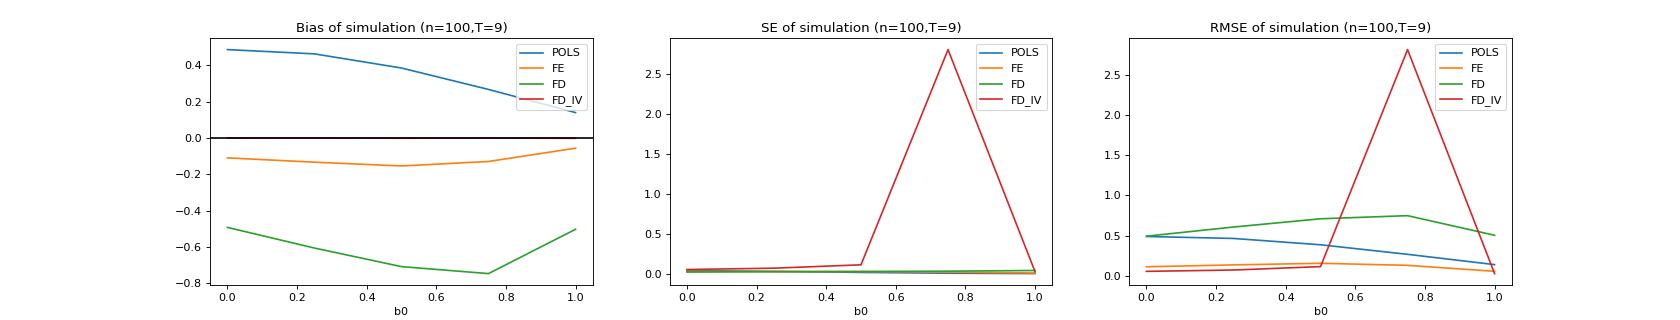 Bias of simulation (n=100,T=9)
0.4
0.2
0.0
−0.2
−0.4
−0.6
−0.8
POLS
FE
FD
FD_IV
0.0 0.2 0.4 0.6 0.8 1.0
b0
SE of simulation (n=100,T=9)
2.5
2.0
1.5
1.0
0.5
0.0
POLS
FE
FD
FD_IV
0.0 0.2 0.4 0.6 0.8 1.0
b0
RMSE of simulation (n=100,T=9)
2.5
2.0
1.5
1.0
0.5
0.0
POLS
FE
FD
FD_IV
0.0 0.2 0.4 0.6 0.8 1.0
b0